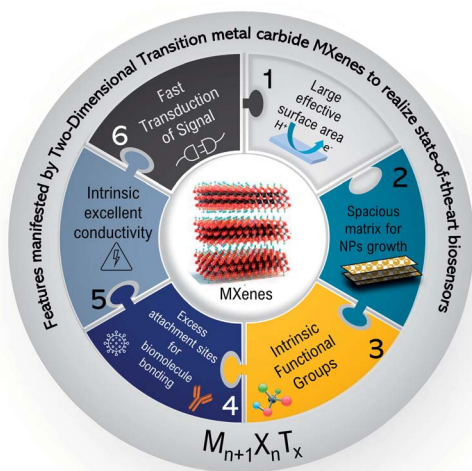 Features manifested by Two-Dimensional Transition metal carbide MXenes to realize state-of-the-art biosensors
1
Large
effective
surface area
H+
e-
2
Spacious
matrix for
NPs growth
3
Intrinsic
Functional
Groups
4
Excess
attachment sites
for
biomolecule
bonding
5
Intrinsic
excellent
conductivity
6
Fast
Transduction
of Signal
MXenes
Mn+1XnTx